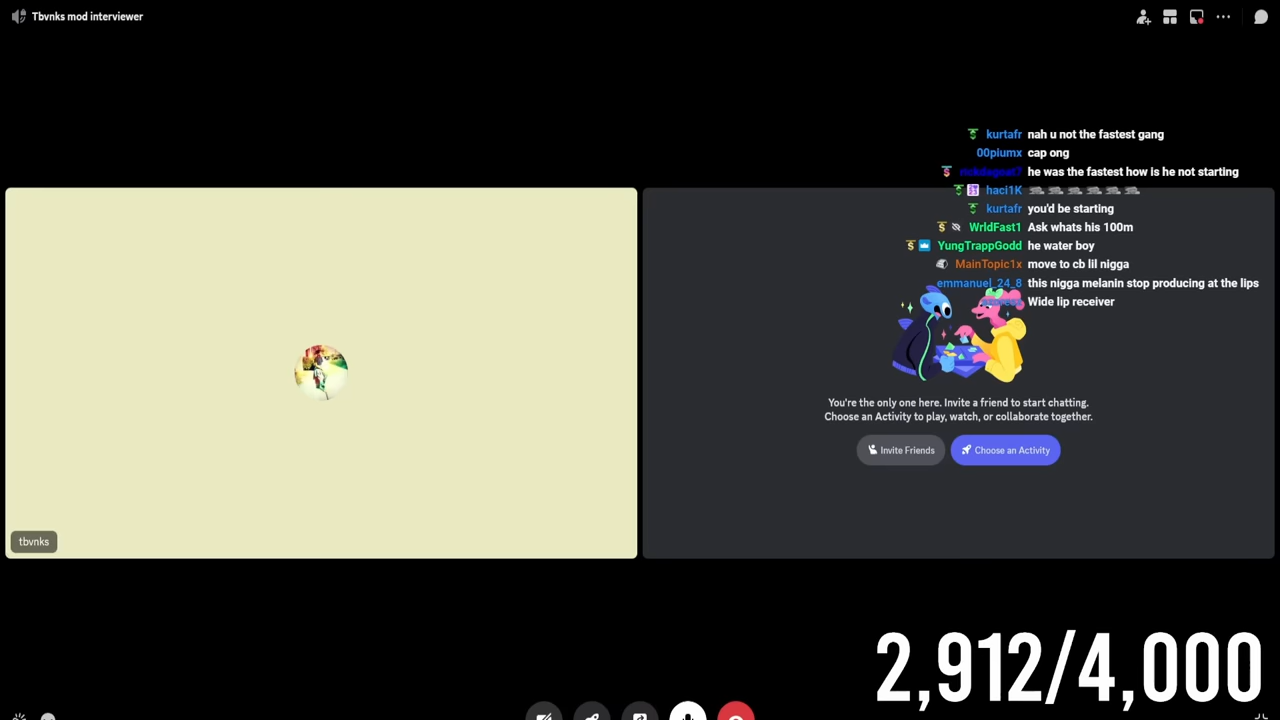 Tbvnks mod interviewer
kurtafr nah u not the fastest gang
00piumx cap ong
he was the fastest how is he not starting
haci1K
kurtafr you'd be starting
WrldFast1 Ask whats his 100m
YungTrappGodd he water boy
MainTopic1x move to cb lil nigga
emmanuel_24_8 this nigga melanin stop producing at the lips
Wide lip receiver
You're the only one here. Invite a friend to start chatting.
Choose an Activity to play, watch, or collaborate together.
Invite Friends
Choose an Activity
tbvnks
2,912/4,000